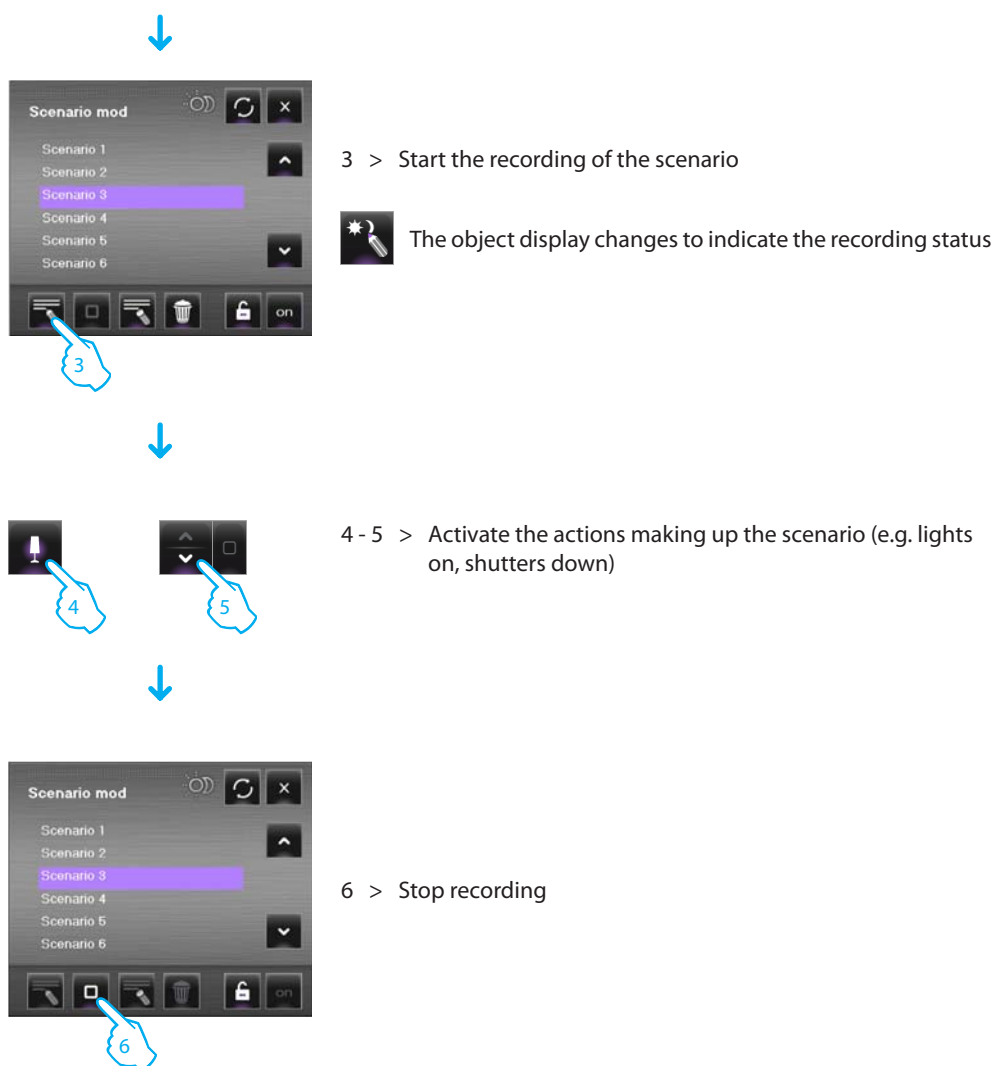 Scenario mod
Scenario 1
Scenario 2
Scenario 3
Scenario 4
Scenario 5
Scenario 6
on
3
3 > Start the recording of the scenario
The object display changes to indicate the recording status
4
5
4 - 5 > Activate the actions making up the scenario (e.g. lights
on, shutters down)
Scenario mod
Scenario 1
Scenario 2
Scenario 3
Scenario 4
Scenario 5
Scenario 6
on
6
6 > Stop recording